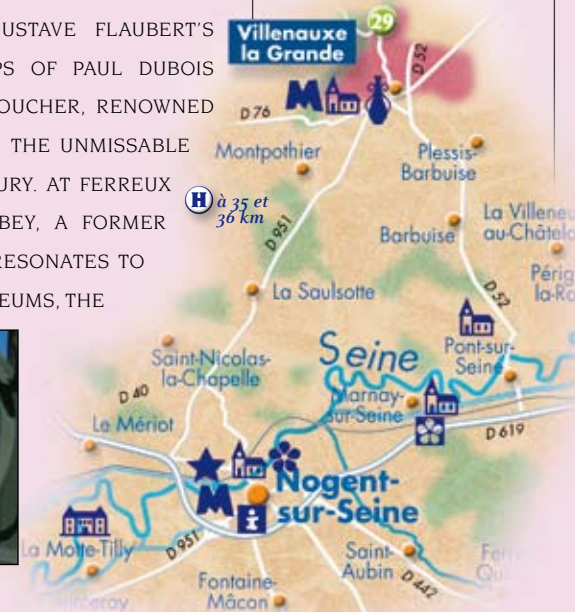 USTAVE FLAUBERT'S
PS OF PAUL DUBOIS
OUCHER, RENOWNED
THE UNMISSABLE
URY. AT FERREUX
BEY, A FORMER
RESONATES TO
EUMS, THE
29
Villenauxe
la Grande
D 52
M
D 76
Montpothier
Plessis-
Barbuise
H à 35 et
36 km
D 951
Barbuise
La Villeneu
au-Châtelo
Périg
la-Ro
La Saulsotte
D 52
Saint-Nicolas-
la-Chapelle
Seine
Pont-sur-
Seine
Marnay-
sur-Seine
D 40
Le Mériot
D 619
M
i
Nogent-
sur-Seine
La Motte-Tilly
D 951
Saint-
Aubin
D 442
Fontaine-
Mâcon